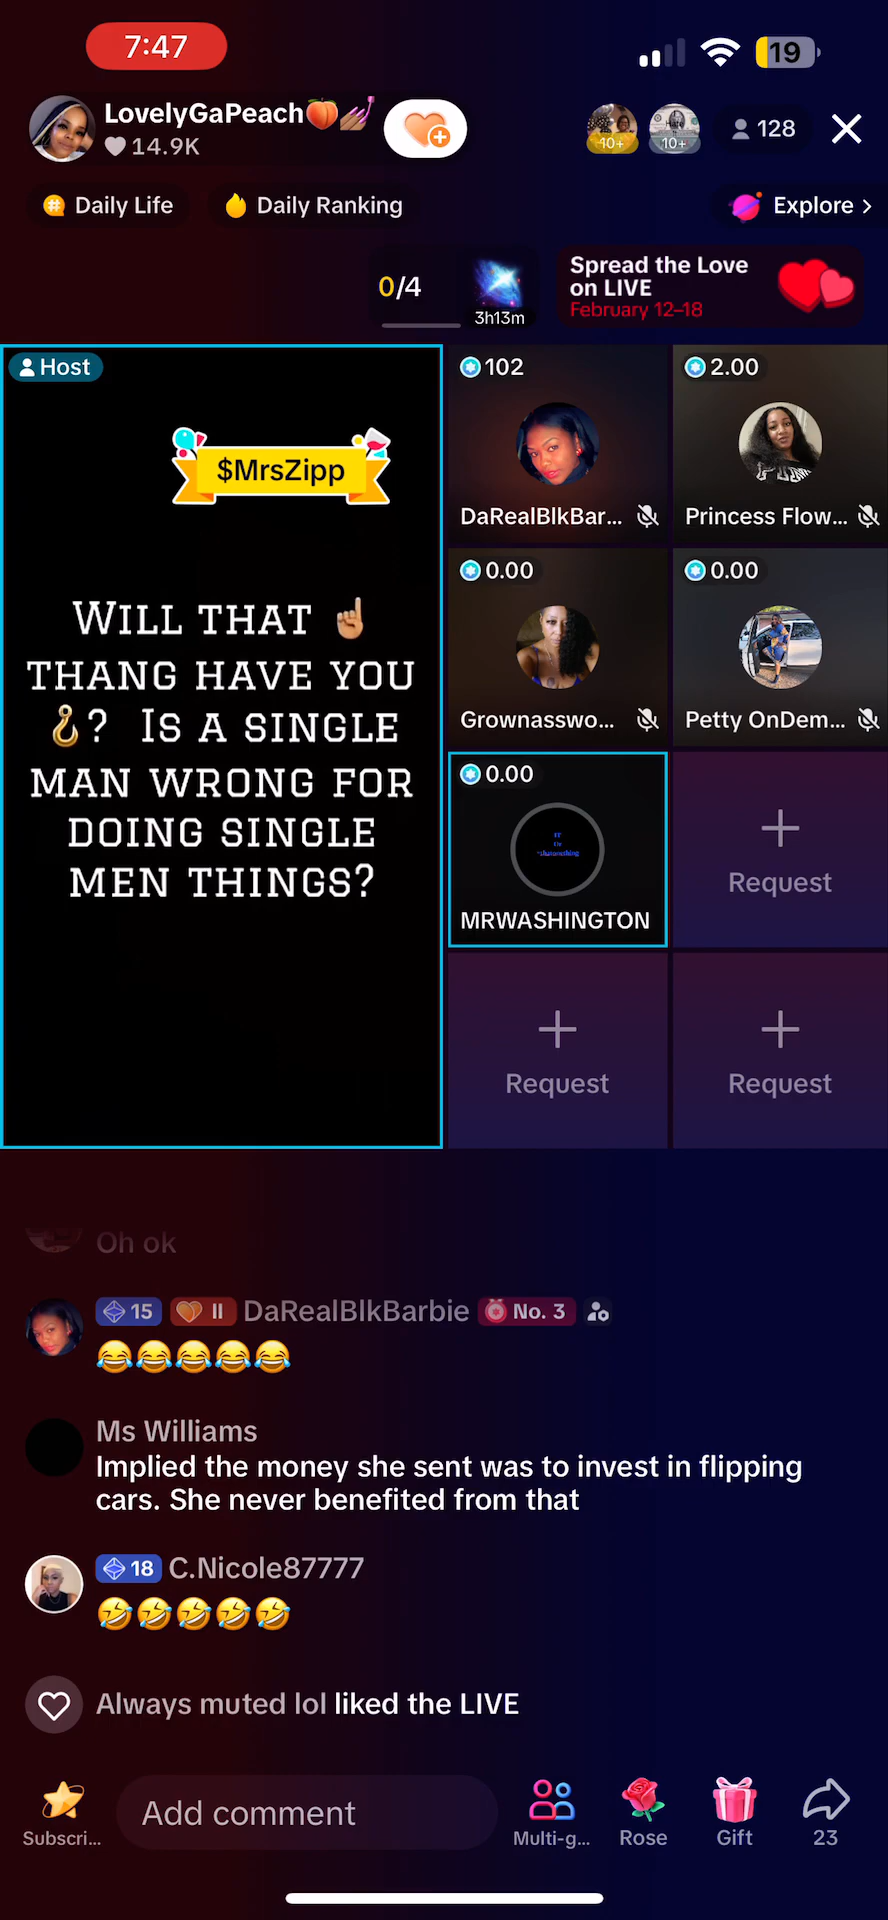 7:47
19
LovelyGaPeach🍑💅🏽
14.9K
10+
10+
128
Daily Life
Daily Ranking
Explore >
0/4
3h13m
Spread the Love
on LIVE
February 12–18
Host
$MrsZipp
WILL THAT ☝🏽
THANG HAVE YOU
🪝? IS A SINGLE
MAN WRONG FOR
DOING SINGLE
MEN THINGS?
102
DaRealBlkBar...
2.00
Princess Flow...
0.00
Grownasswo...
0.00
Petty OnDem...
0.00
MRWASHINGTON
Request
Request
Request
Oh ok
15 II DaRealBlkBarbie No. 3
😂😂😂😂😂
Ms Williams
Implied the money she sent was to invest in flipping
cars. She never benefited from that
18 C.Nicole87777
🤣🤣🤣🤣🤣
Always muted lol liked the LIVE
Subscri...
Add comment
Multi-g...
Rose
Gift
23